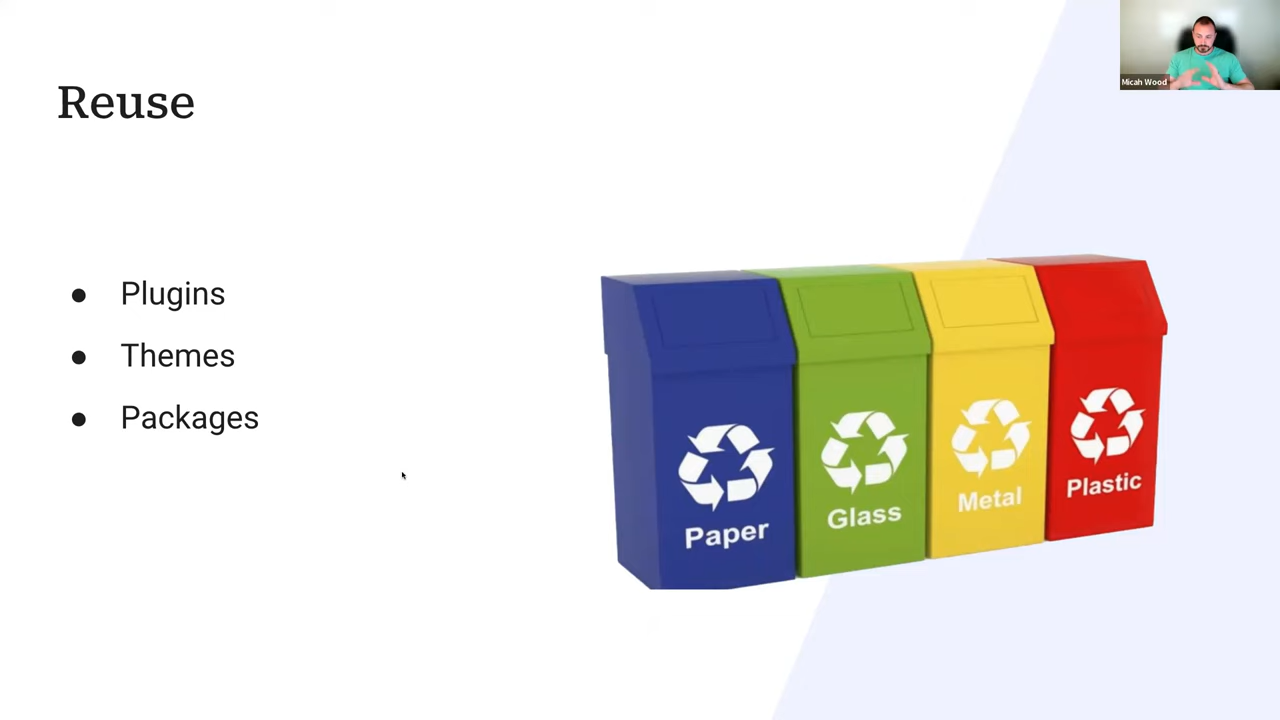 Micah Wood
Reuse
● Plugins
● Themes
● Packages
Paper
Glass
Metal
Plastic